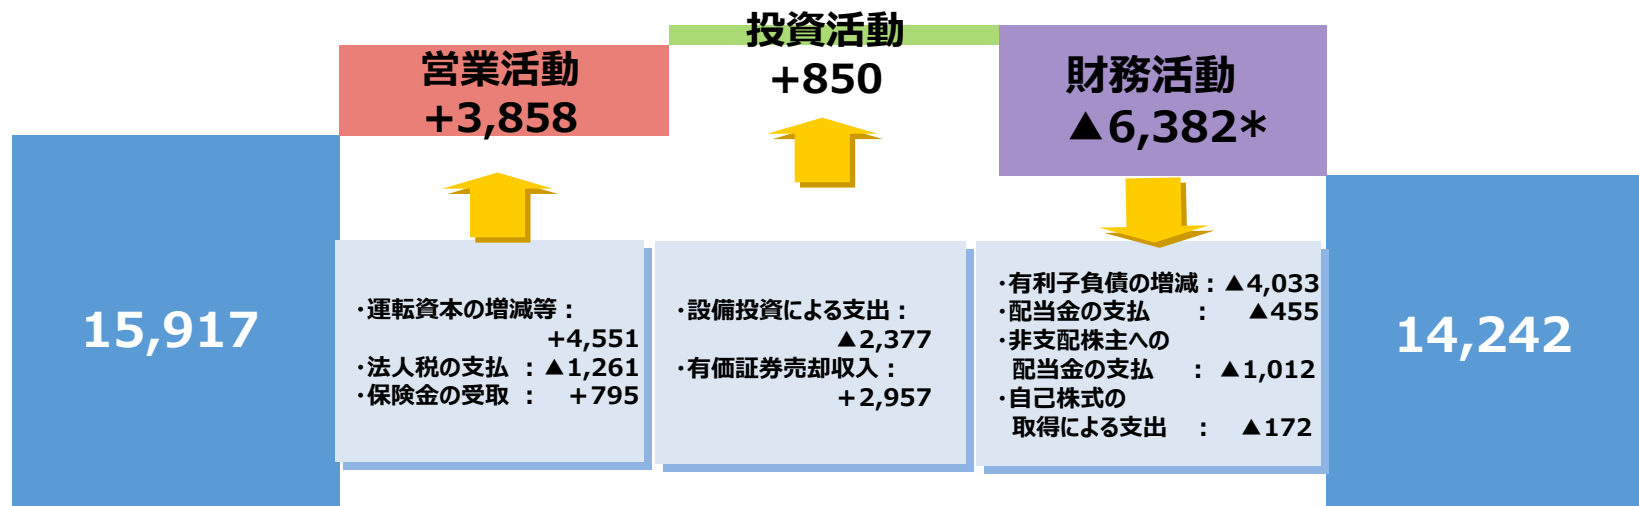 15,917
営業活動
+3,858
・運転資本の増減等：
+4,551
・法人税の支払 ：▲1,261
・保険金の受取 ： +795
投資活動
+850
・設備投資による支出：
▲2,377
・有価証券売却収入：
+2,957
財務活動
▲6,382*
・有利子負債の増減：▲4,033
・配当金の支払 ： ▲455
・非支配株主への
配当金の支払 ： ▲1,012
・自己株式の
取得による支出 ： ▲172
14,242